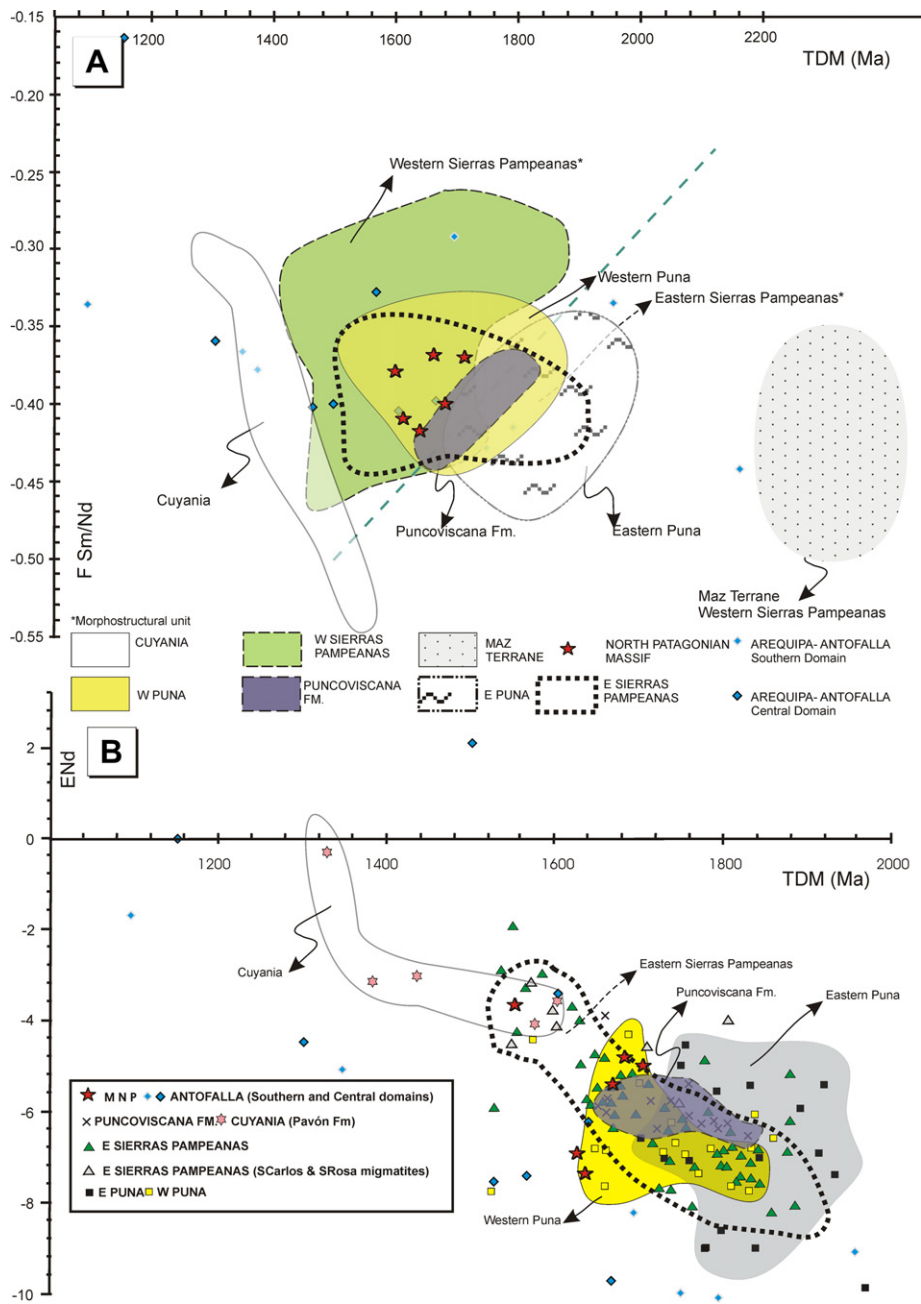 -0.15
1200
1400
1600
1800
2000
2200
A
TDM (Ma)
-0.20
Western Sierras Pampeanas*
-0.25
-0.30
Western Puna
Eastern Sierras Pampeanas*
-0.35
-0.40
-0.45
Cuyania
Puncoviscana Fm.
Eastern Puna
F Sm/Nd
-0.50
Maz Terrane
Western Sierras Pampeanas
-0.55
*Morphostructural unit
CUYANIA
W SIERRAS
PAMPEANAS
MAZ
TERRANE
NORTH PATAGONIAN
MASSIF
AREQUIPA- ANTOFALLA
Southern Domain
W PUNA
PUNCOVISCANA
FM.
E PUNA
E SIERRAS
PAMPEANAS
AREQUIPA- ANTOFALLA
Central Domain
ENd
2
B
0
1200
1400
1600
1800
2000
TDM (Ma)
-2
Cuyania
Eastern Sierras Pampeanas
Puncoviscana Fm.
Eastern Puna
-4
-6
M N P
ANTOFALLA (Southern and Central domains)
PUNCOVISCANA FM.
CUYANIA (Pavón Fm)
E SIERRAS PAMPEANAS
E SIERRAS PAMPEANAS (SCarlos & SRosa migmatites)
E PUNA
W PUNA
-8
Western Puna
-10